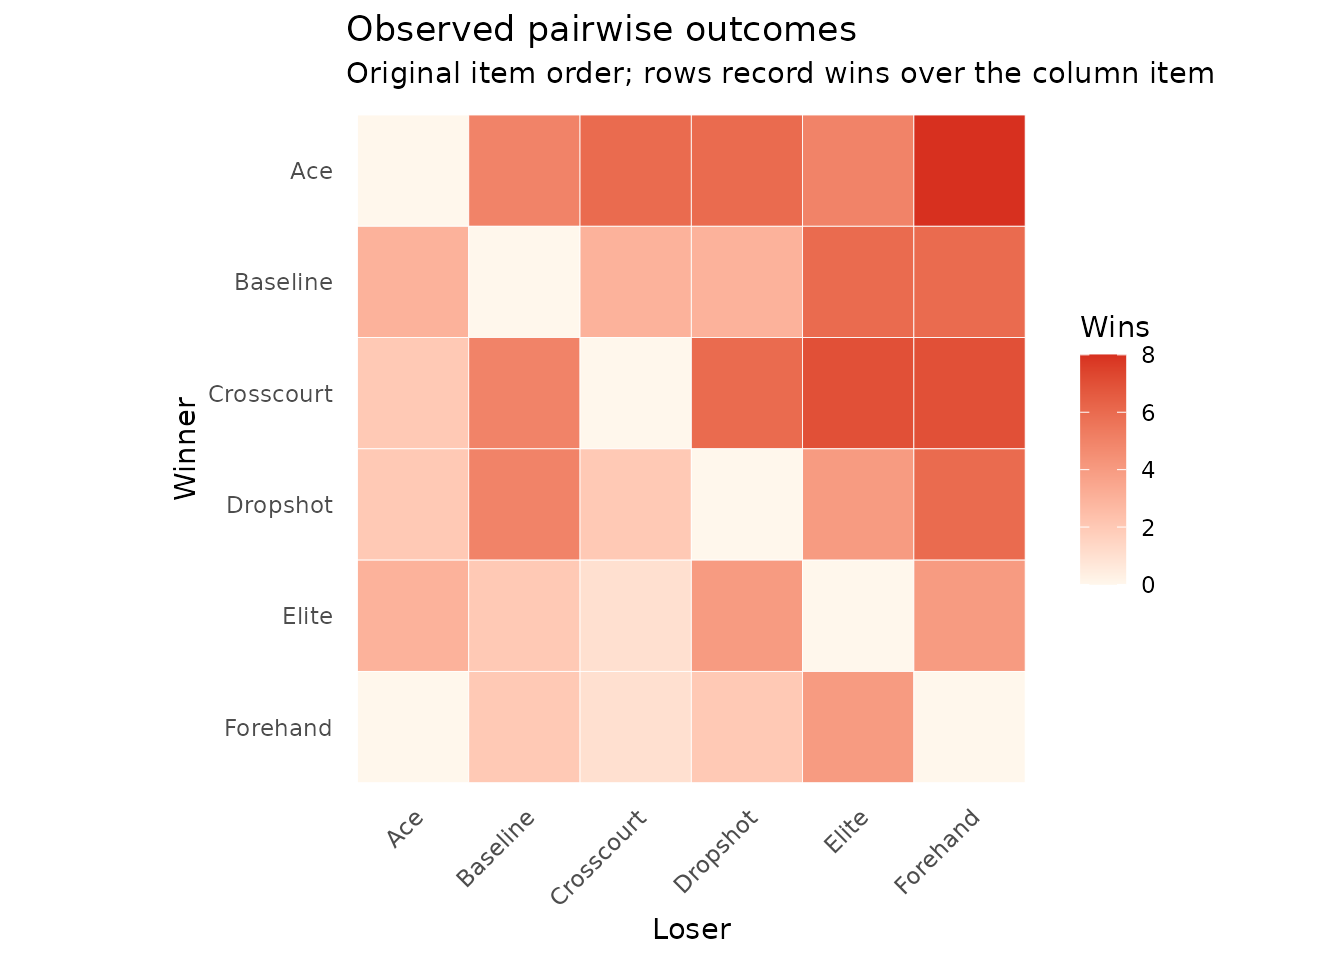 Observed pairwise outcomes
Original item order; rows record wins over the column item
Ace
Baseline
Crosscourt
Dropshot
Elite
Forehand
Winner
Ace
Baseline
Crosscourt
Dropshot
Elite
Forehand
Loser
Wins
8
6
4
2
0